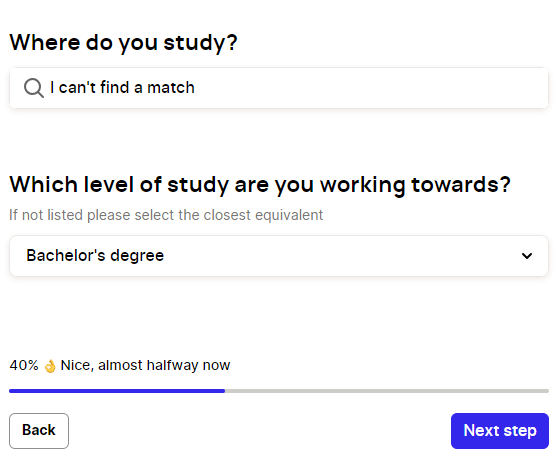 Where do you study?
I can't find a match
Which level of study are you working towards?
If not listed please select the closest equivalent
Bachelor's degree
40% 👌 Nice, almost halfway now
Back
Next step